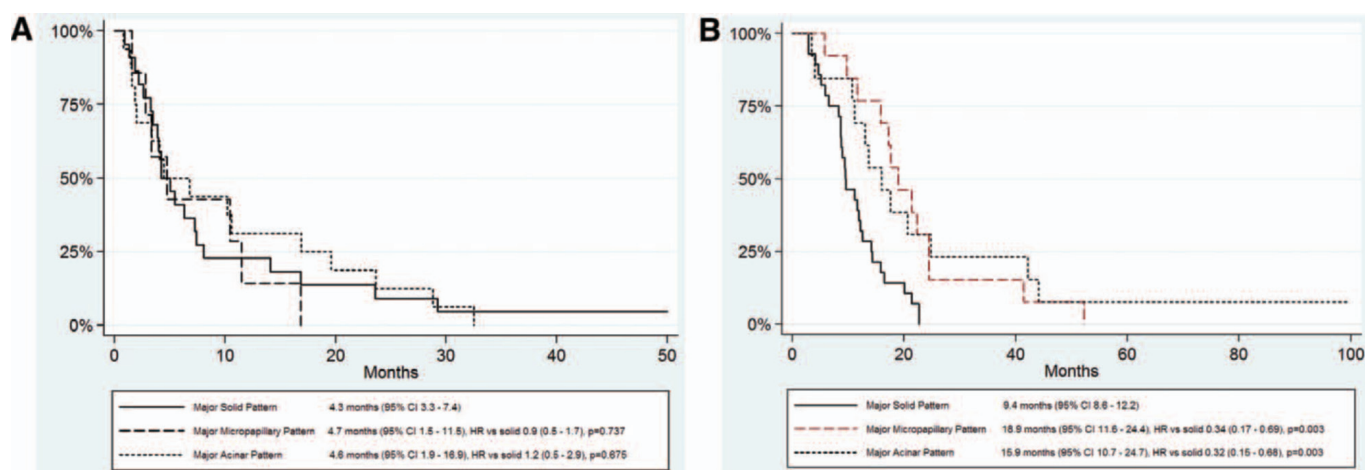 A
100%
75%
50%
25%
0%
0 10 20 30 40 50
Months
Major Solid Pattern 4.3 months (95% CI 3.3 - 7.4)
Major Micropapillary Pattern 4.7 months (95% CI 1.5 - 11.5), HR vs solid 0.9 (0.5 - 1.7), p=0.737
Major Acinar Pattern 4.6 months (95% CI 1.9 - 16.9), HR vs solid 1.2 (0.5 - 2.9), p=0.675
B
100%
75%
50%
25%
0%
0 20 40 60 80 100
Months
Major Solid Pattern 9.4 months (95% CI 8.6 - 12.2)
Major Micropapillary Pattern 18.9 months (95% CI 11.6 - 24.4), HR vs solid 0.34 (0.17 - 0.69), p=0.003
Major Acinar Pattern 15.9 months (95% CI 10.7 - 24.7), HR vs solid 0.32 (0.15 - 0.68), p=0.003